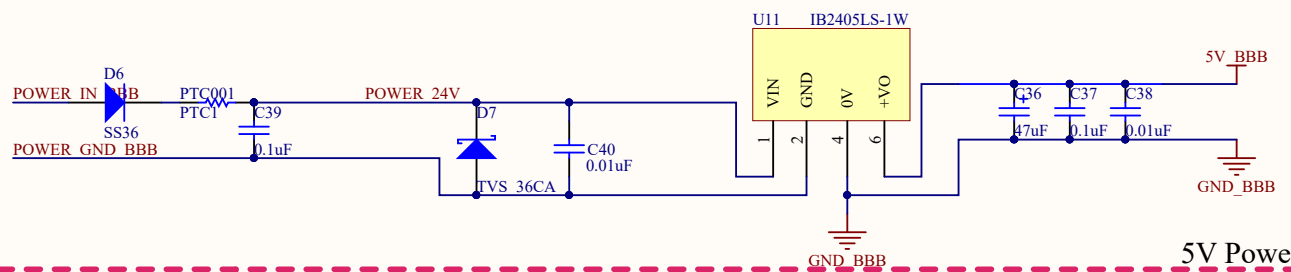 U11 IB2405LS-1W
5V_BBB
D6
POWER_IN_BBB
PTC001
POWER_24V
PTC1
C39
D7
VIN
GND
0V
+VO
C36
C37
C38
SS36
47uF
0.1uF
0.01uF
POWER_GND_BBB
0.1uF
C40
0.01uF
1
2
4
6
TVS_36CA
GND_BBB
GND_BBB
5V Powe